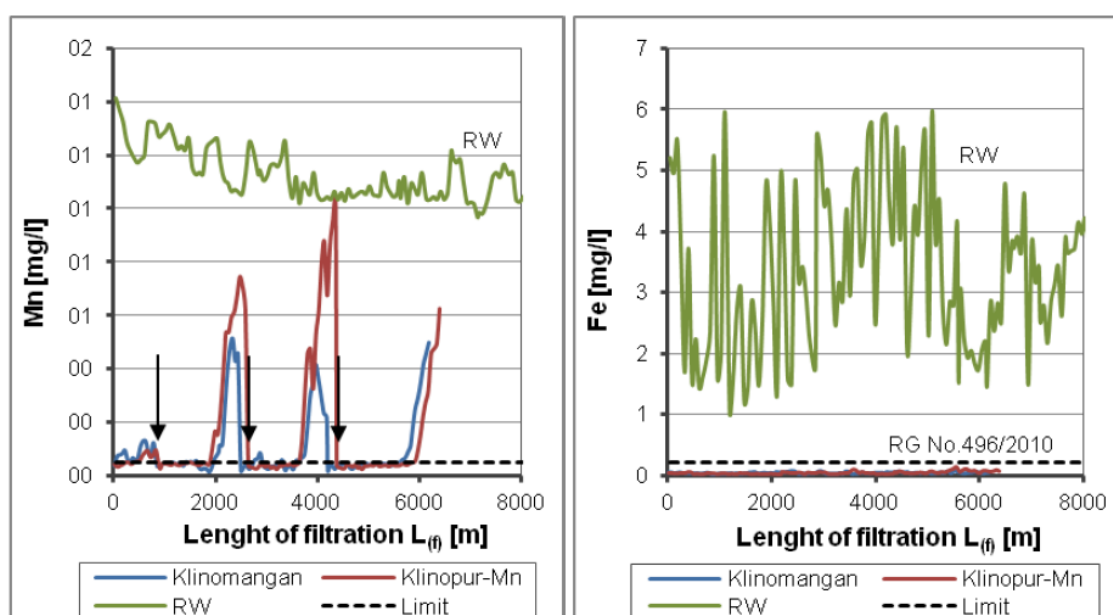 02
01
01
01
01
01
00
00
00
Mn [mg/l]
RW
0 2000 4000 6000 8000
Lenght of filtration L(f) [m]
Klinomangan Klinopur-Mn
RW Limit
7
6
5
4
3
2
1
0
Fe [mg/l]
RW
RG No.496/2010
0 2000 4000 6000 8000
Lenght of filtration L(f) [m]
Klinomangan Klinopur-Mn
RW Limit